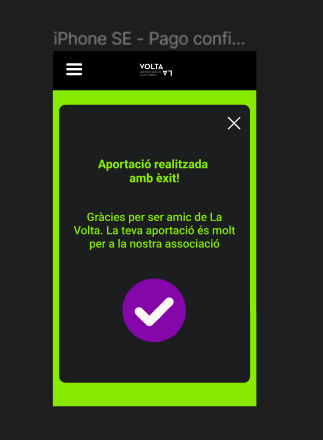 iPhone SE - Pago confi...
VOLTA
LA
Aportació realitzada
amb èxit!
Gràcies per ser amic de La
Volta. La teva aportació és molt
per a la nostra associació